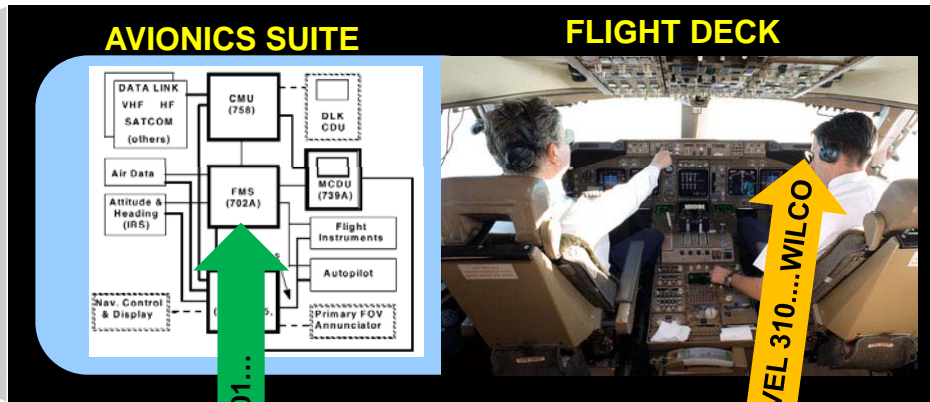 AVIONICS SUITE
FLIGHT DECK
DATA LINK
VHF HF
SATCOM
(others)
CMU
(758)
DLK
CDU
Air Data
FMS
(702A)
MCDU
(739A)
Attitude &
Heading
(IRS)
Flight
Instruments
Autopilot
Nav. Control
& Display
Primary FOV
Annunciator
01...
VEL 310....WILCO